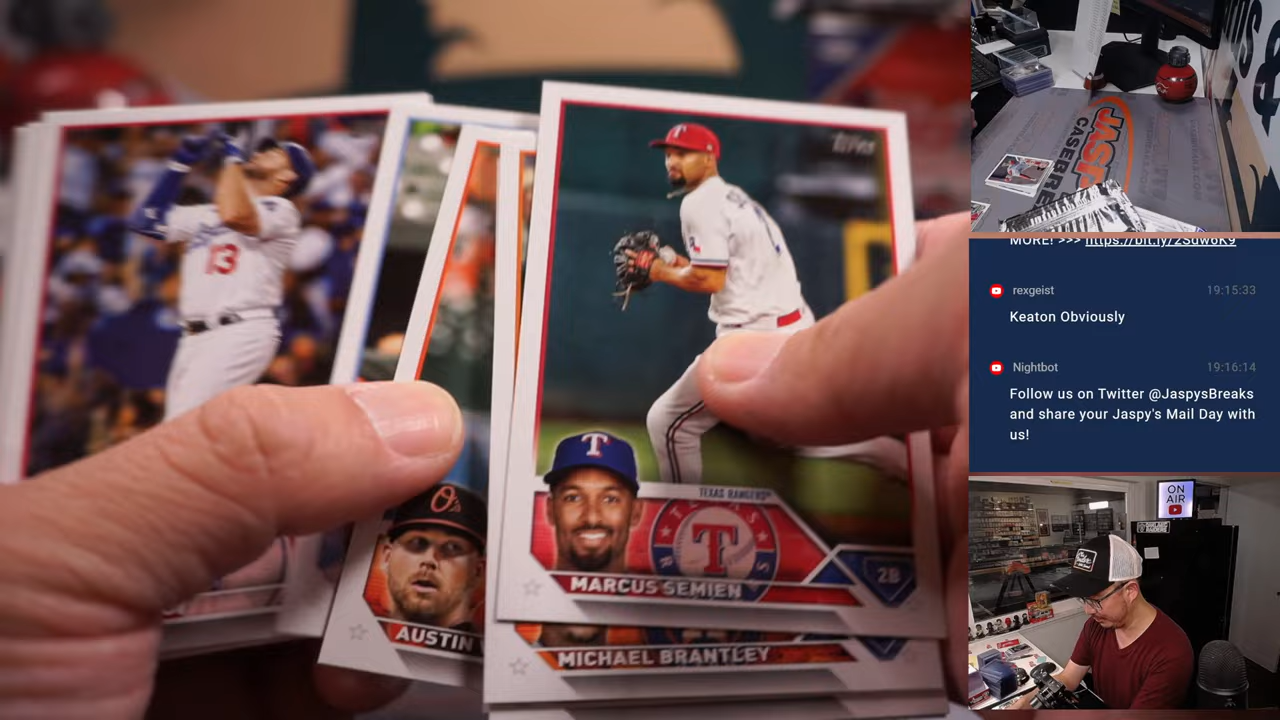 Topps
13
T
TEXAS RANGERS
T
MARCUS SEMIEN
2B
O's
AUSTIN
MICHAEL BRANTLEY
JASPY
CASEBRE
MORE! >>> https://bit.ly/2Sdw6K9
rexgeist 19:15:33
Keaton Obviously
Nightbot 19:16:14
Follow us on Twitter @JaspysBreaks
and share your Jaspy's Mail Day with
us!
ON
AIR